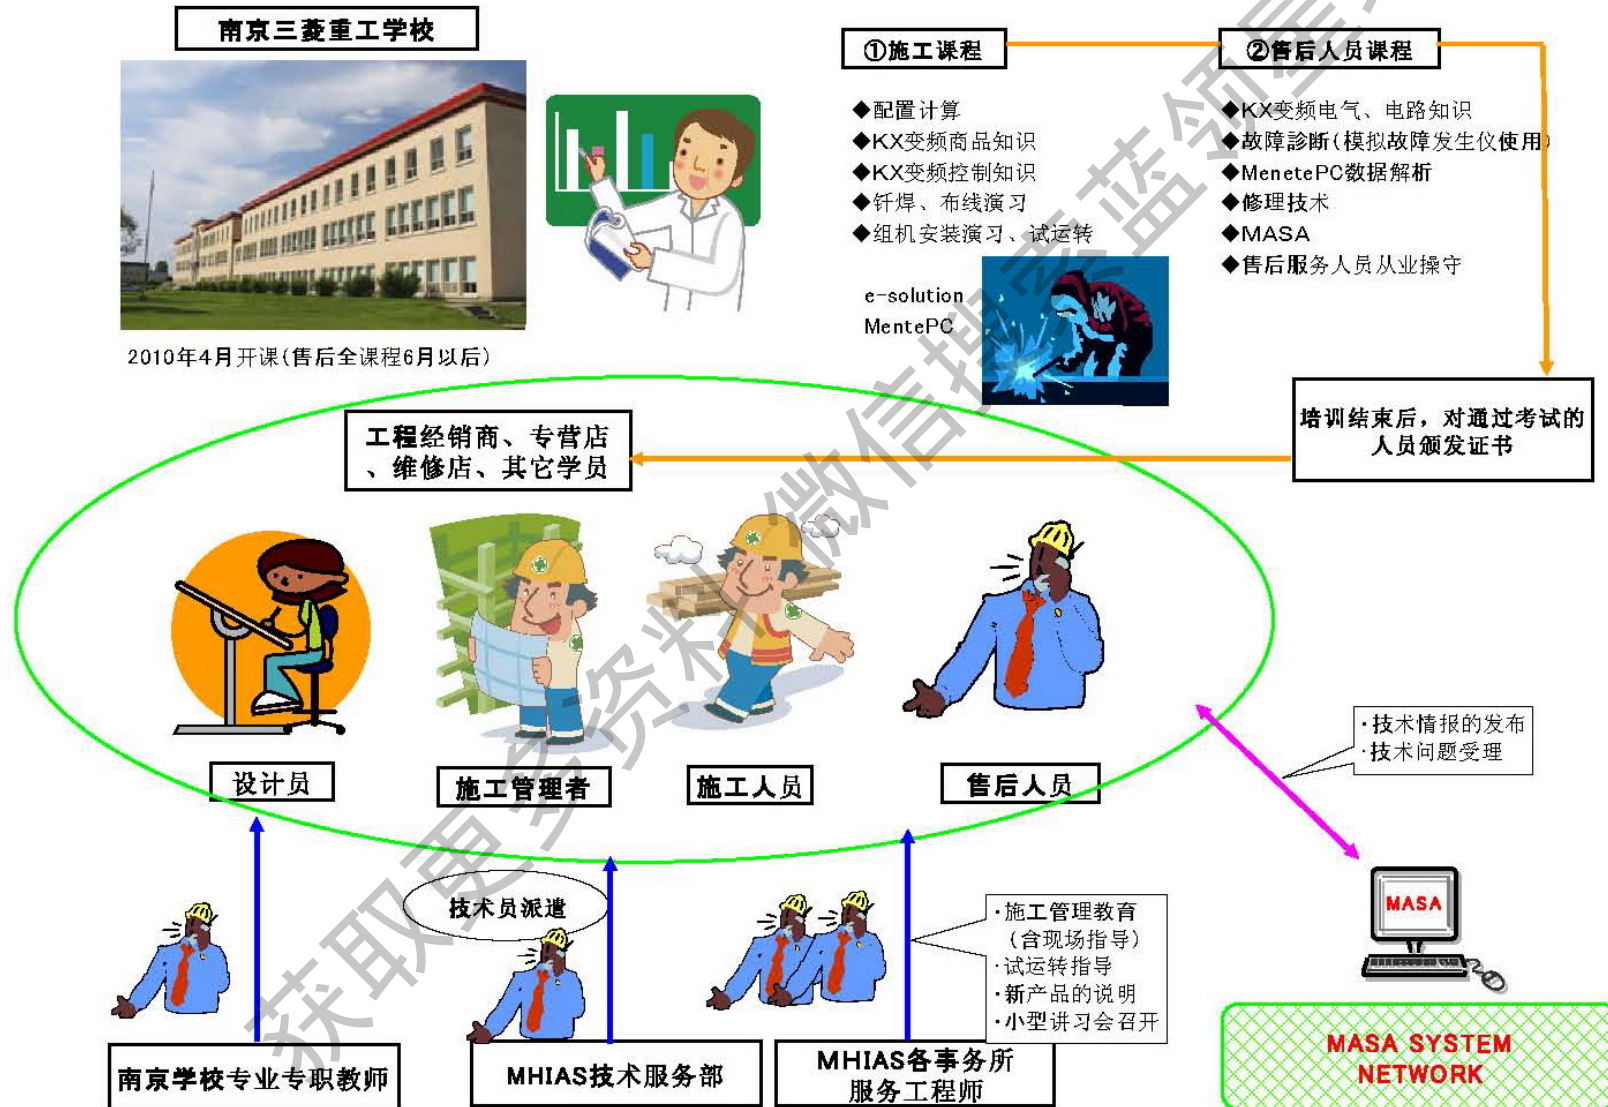 南京三菱重工学校
2010年4月开课(售后全课程6月以后)
①施工课程
◆配置计算
◆KX变频商品知识
◆KX变频控制知识
◆钎焊、布线演习
◆组机安装演习、试运转
e-solution
MentePC
②售后人员课程
◆KX变频电气、电路知识
◆故障診断(模拟故障发生仪使用)
◆MenetePC数据解析
◆修理技术
◆MASA
◆售后服务人员从业操守
培训结束后，对通过考试的
人员颁发证书
工程经销商、专营店
、维修店、其它学员
设计员
施工管理者
施工人员
售后人员
·技术情报的发布
·技术问题受理
技术员派遣
·施工管理教育
（含现场指导）
·试运转指导
·新产品的说明
·小型讲习会召开
MASA
南京学校专业专职教师
MHIAS技术服务部
MHIAS各事务所
服务工程师
MASA SYSTEM
NETWORK
获取更多资料 微信搜索蓝领星